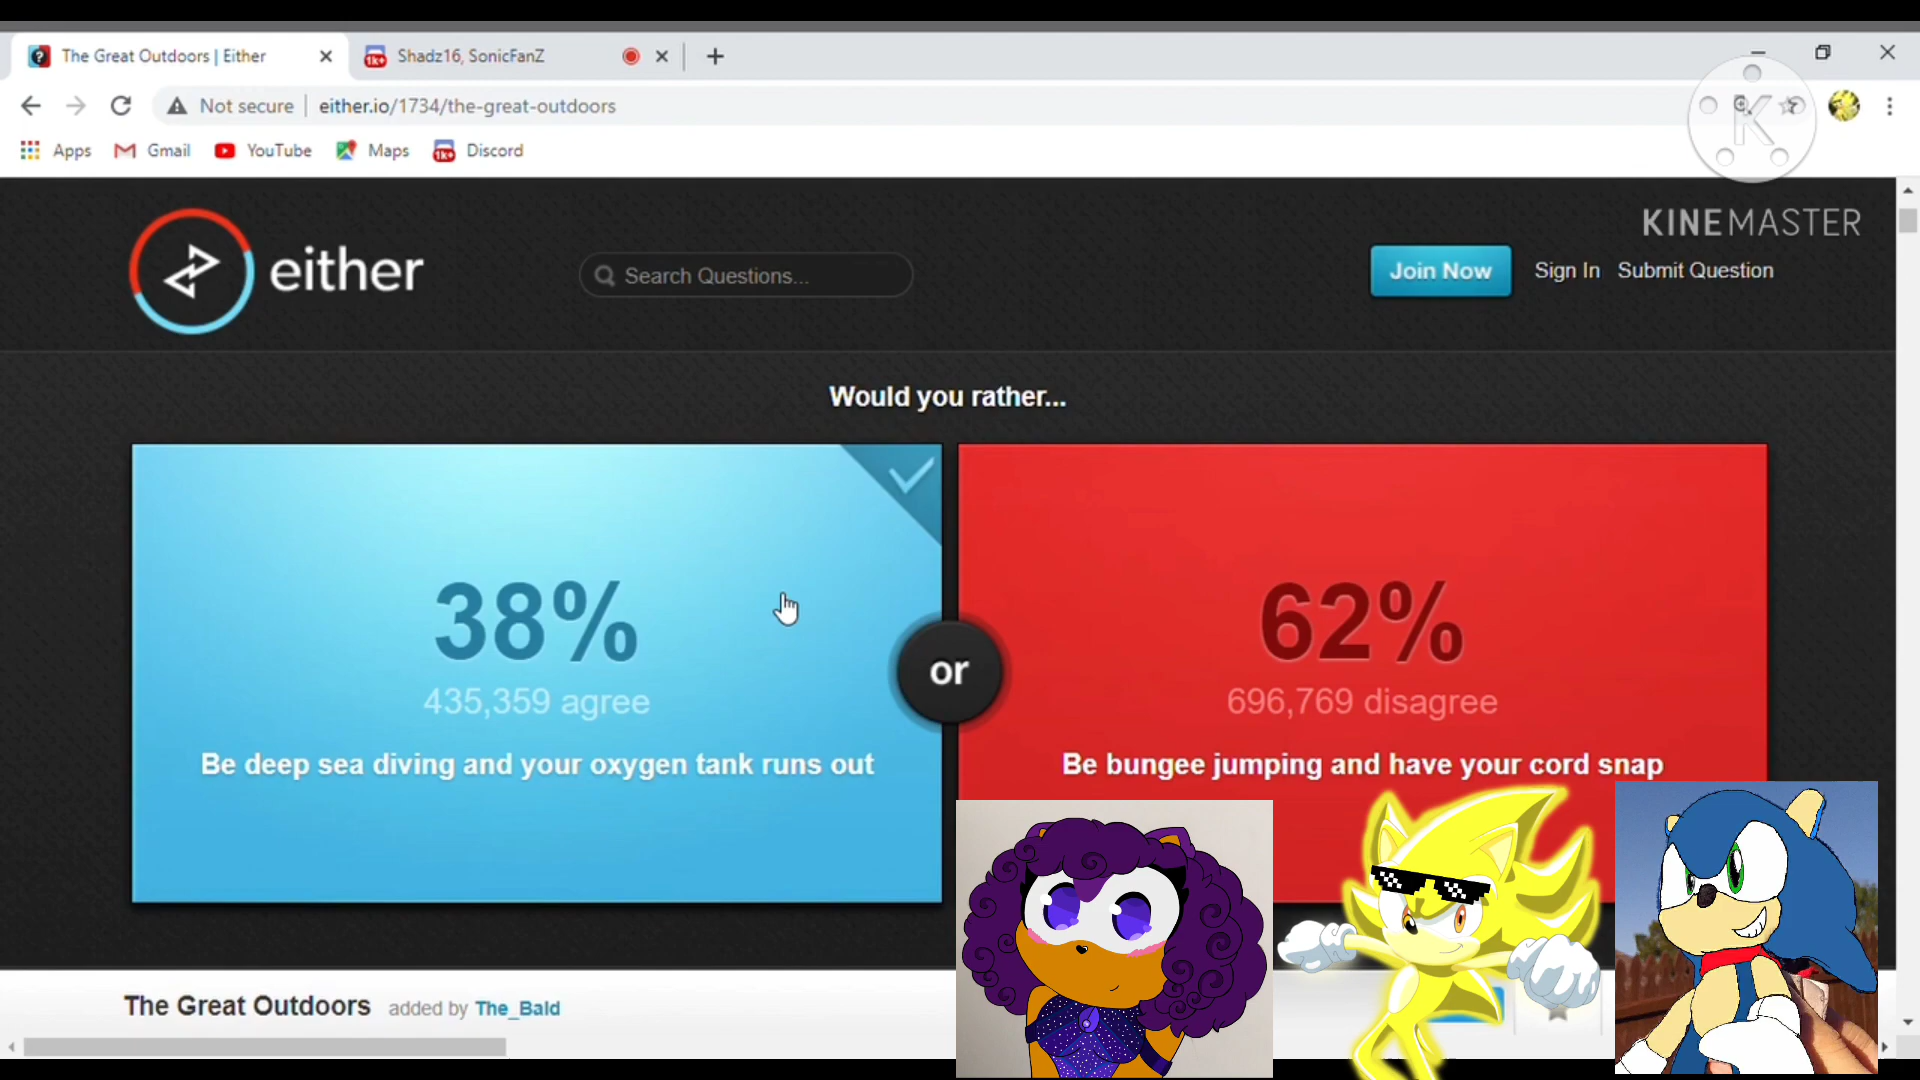 The Great Outdoors | Either
Shadz16, SonicFanZ
Not secure
either.io/1734/the-great-outdoors
K
Apps
Gmail
YouTube
Maps
1k+
Discord
KINEMASTER
either
Search Questions...
Join Now
Sign In
Submit Question
Would you rather...
38%
435,359 agree
Be deep sea diving and your oxygen tank runs out
or
62%
696,769 disagree
Be bungee jumping and have your cord snap
The Great Outdoors
added by The_Bald